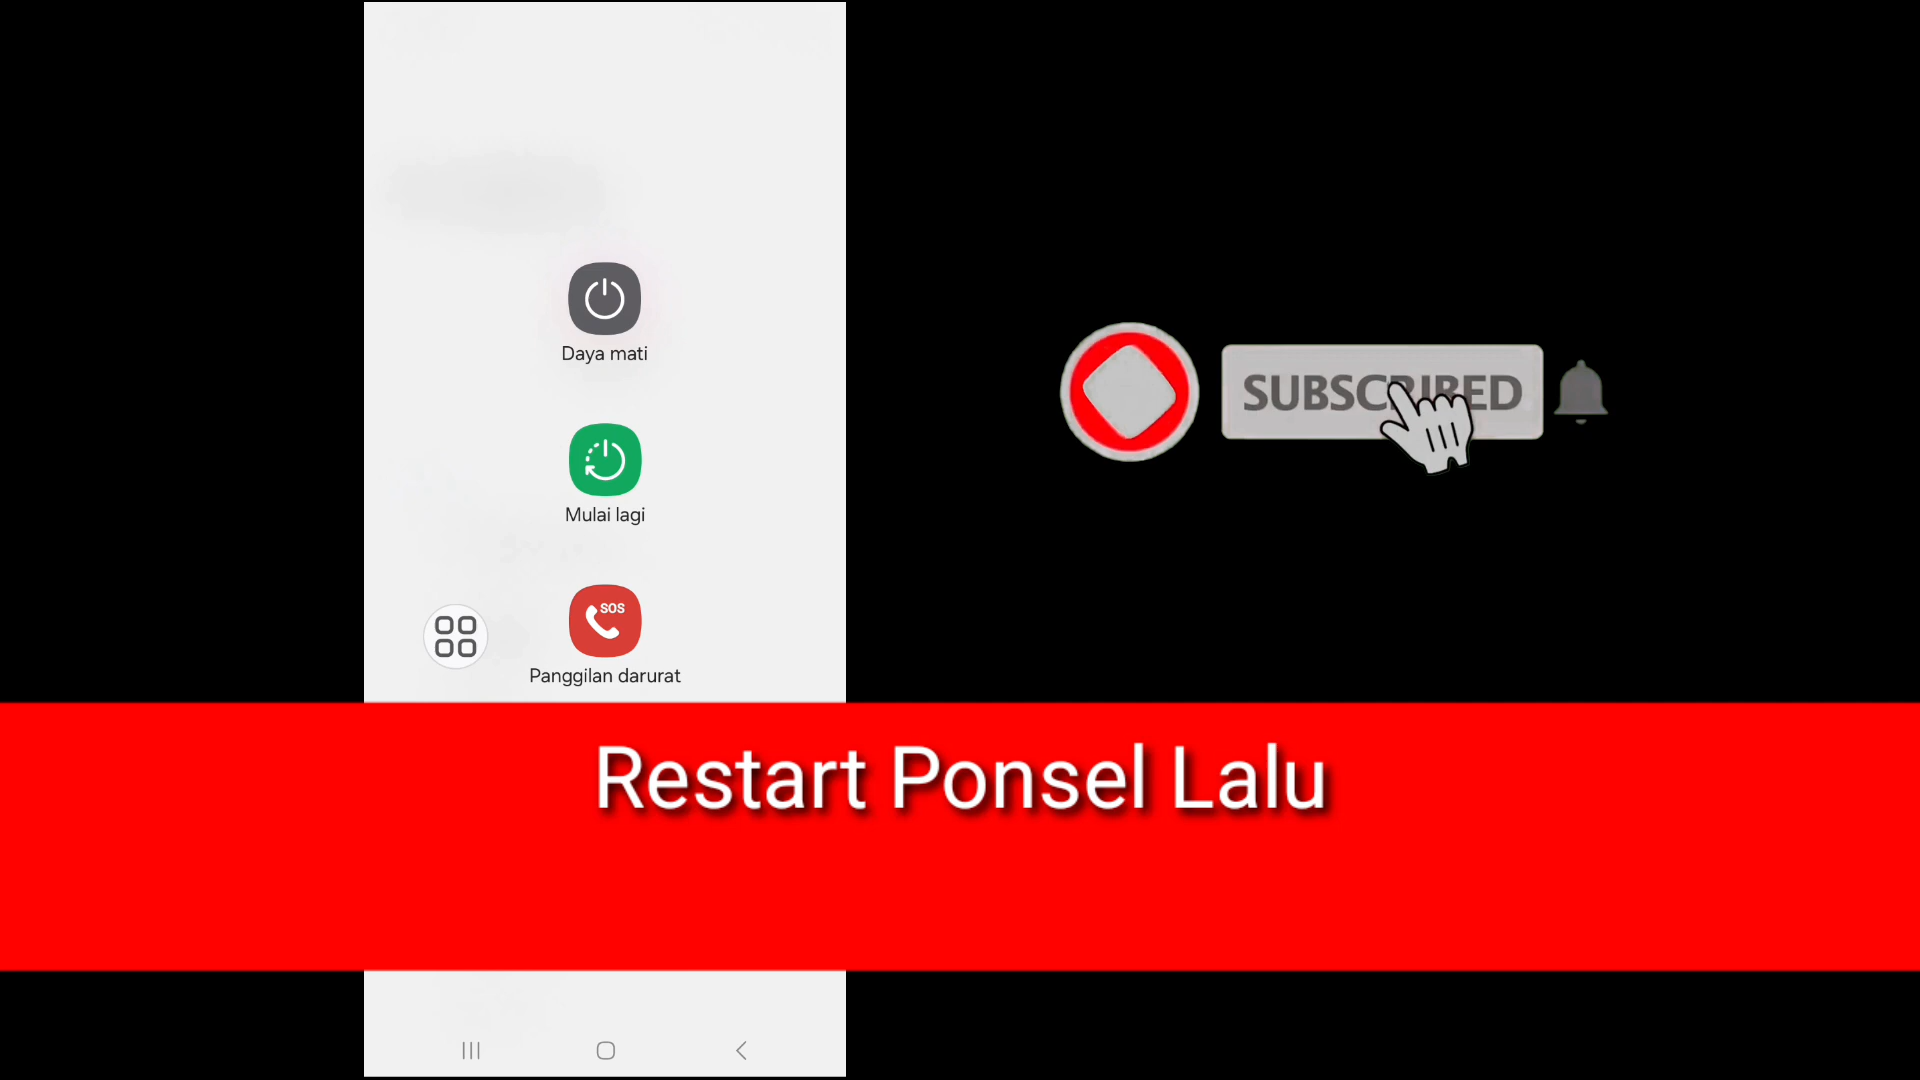 Daya mati
Mulai lagi
SOS
Panggilan darurat
SUBSCRIBED
Restart Ponsel Lalu